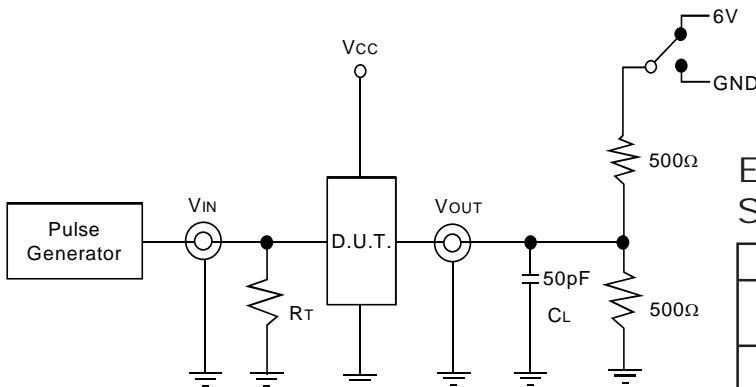 6V
VCC
GND
500Ω
VIN
VOUT
Pulse
Generator
D.U.T.
50pF
RT
CL
500Ω
E
S